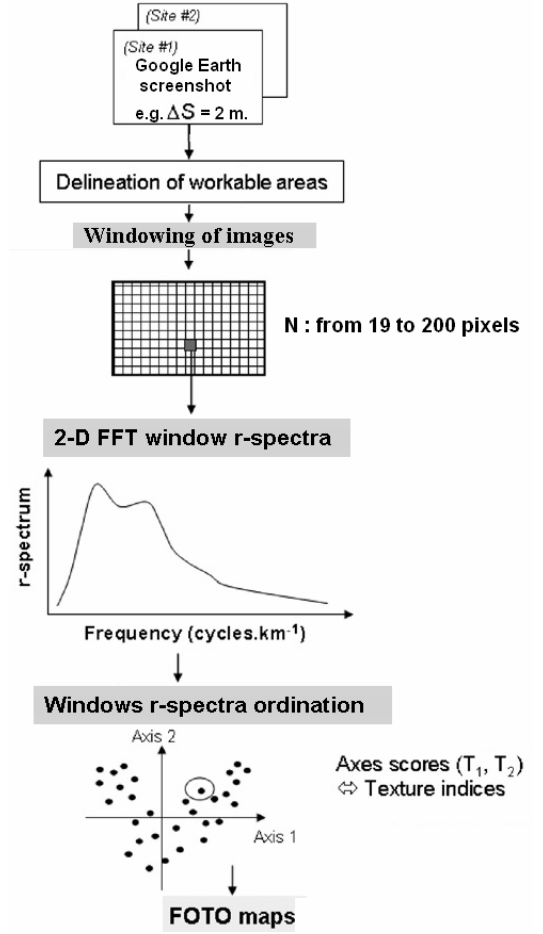 (Site #2)
(Site #1)
Google Earth
screenshot
e.g. ΔS = 2 m.
Delineation of workable areas
Windowing of images
N : from 19 to 200 pixels
2-D FFT window r-spectra
r-spectrum
Frequency (cycles.km⁻¹)
Windows r-spectra ordination
Axis 2
Axes scores (T₁, T₂)
⇔ Texture indices
Axis 1
FOTO maps